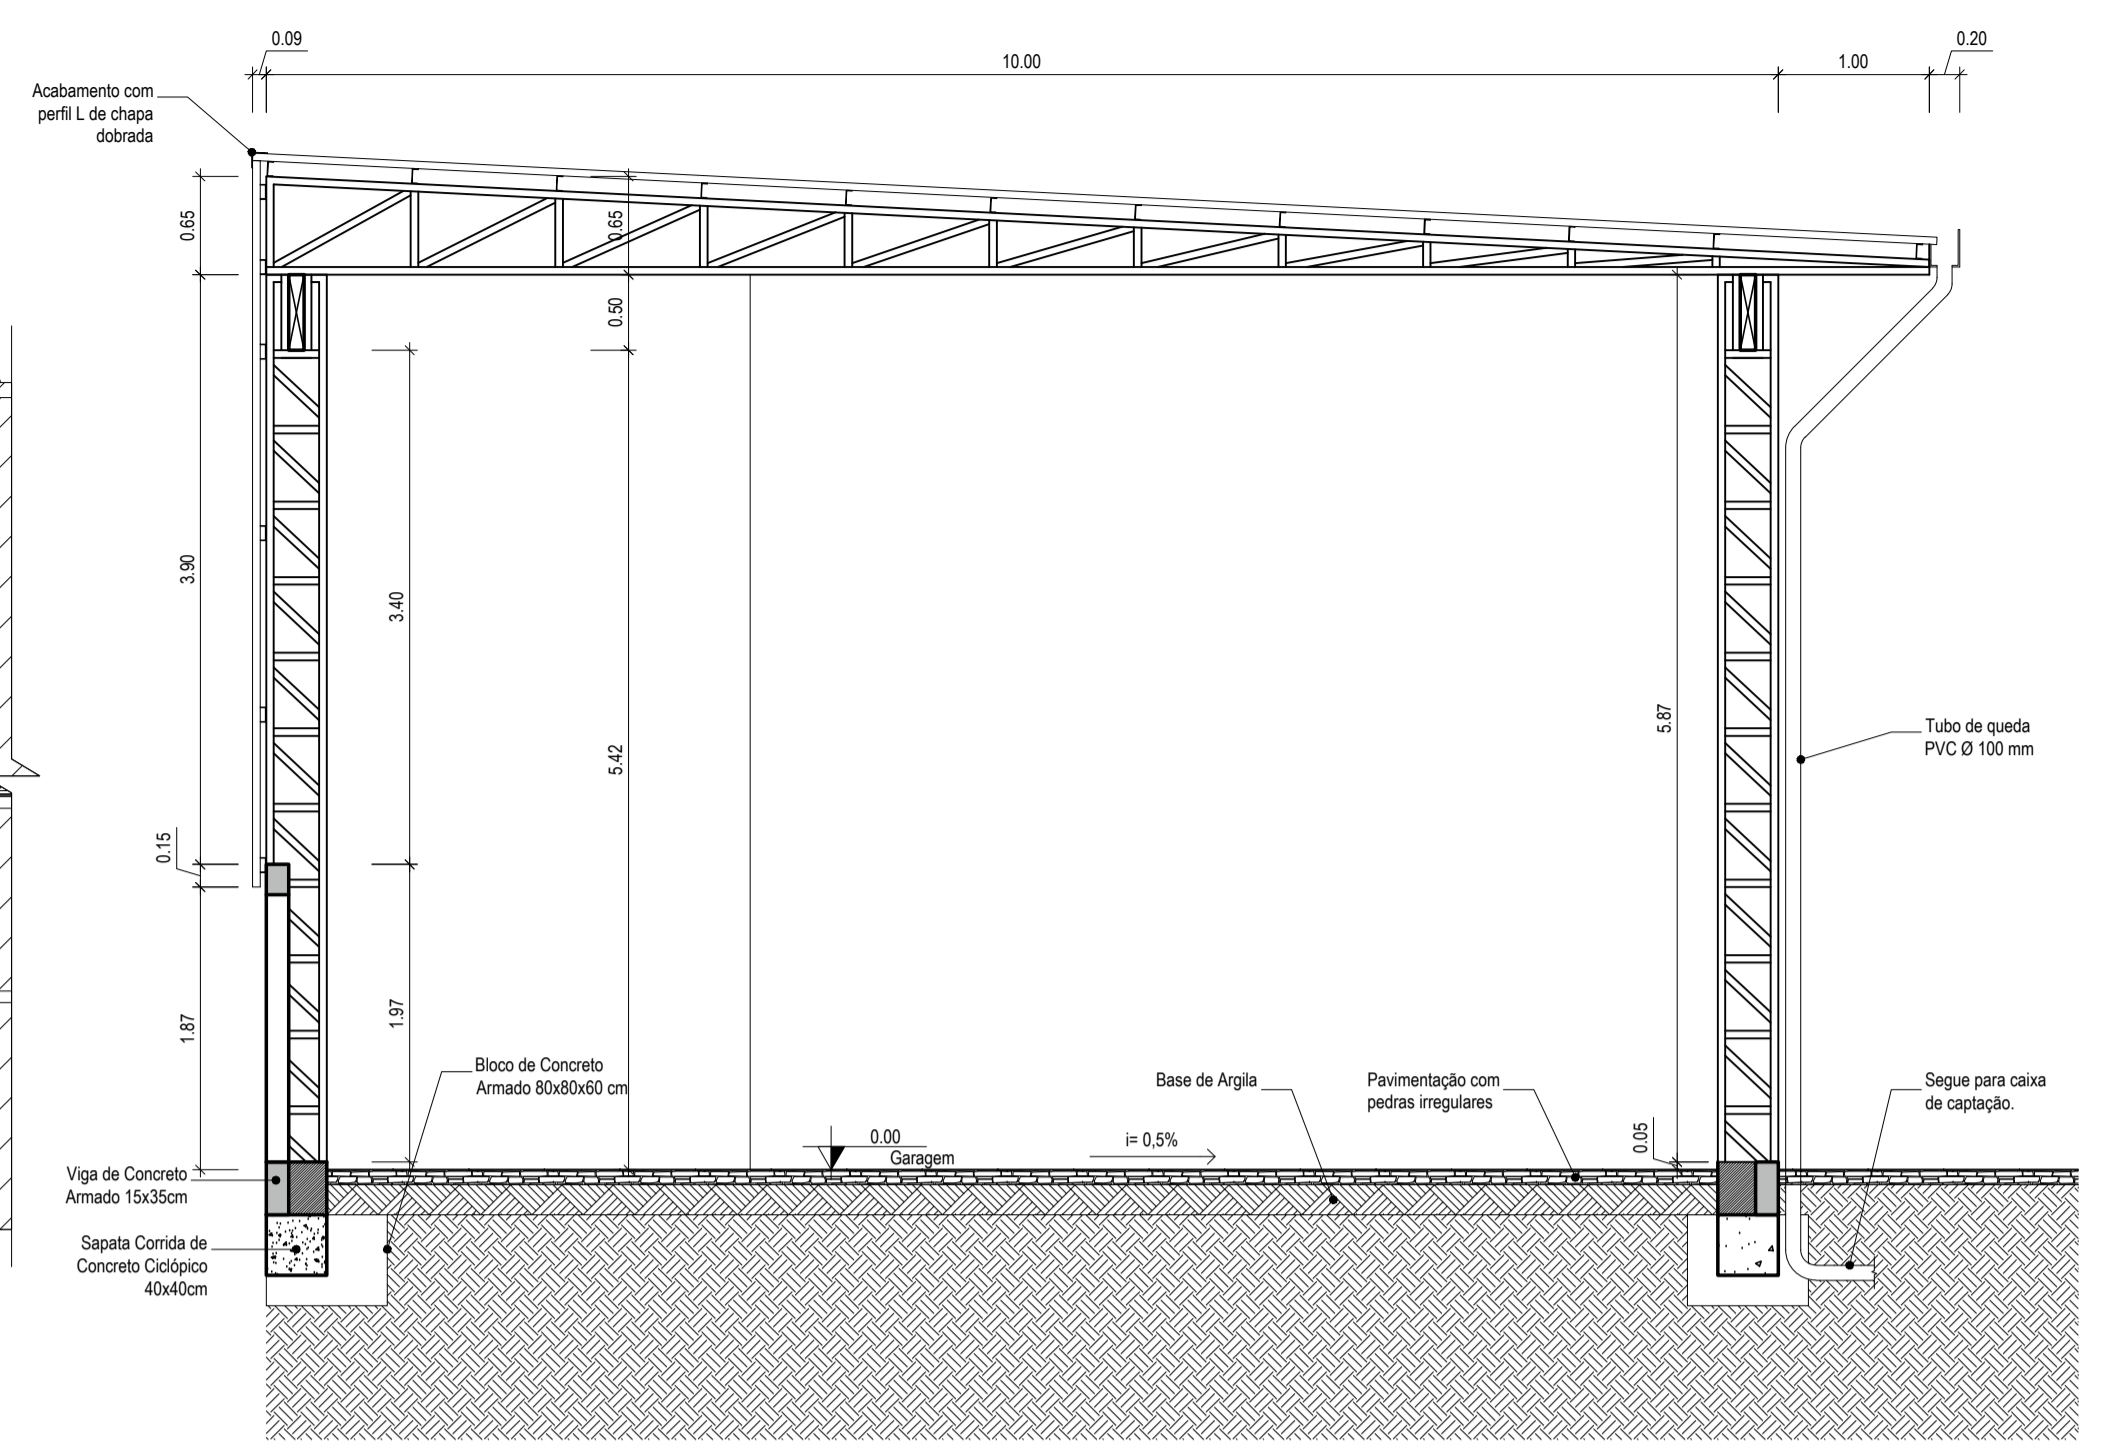 0.09
10.00
1.00
0.20
Acabamento com
perfil L de chapa
dobrada
0.65
0.65
0.50
3.90
3.40
5.42
5.87
Tubo de queda
PVC Ø 100 mm
0.15
1.87
1.97
Bloco de Concreto
Armado 80x80x60 cm
Base de Argila
Pavimentação com
pedras irregulares
Segue para caixa
de captação.
0.05
0.00
Garagem
i= 0,5%
Viga de Concreto
Armado 15x35cm
Sapata Corrida de
Concreto Ciclópico
40x40cm